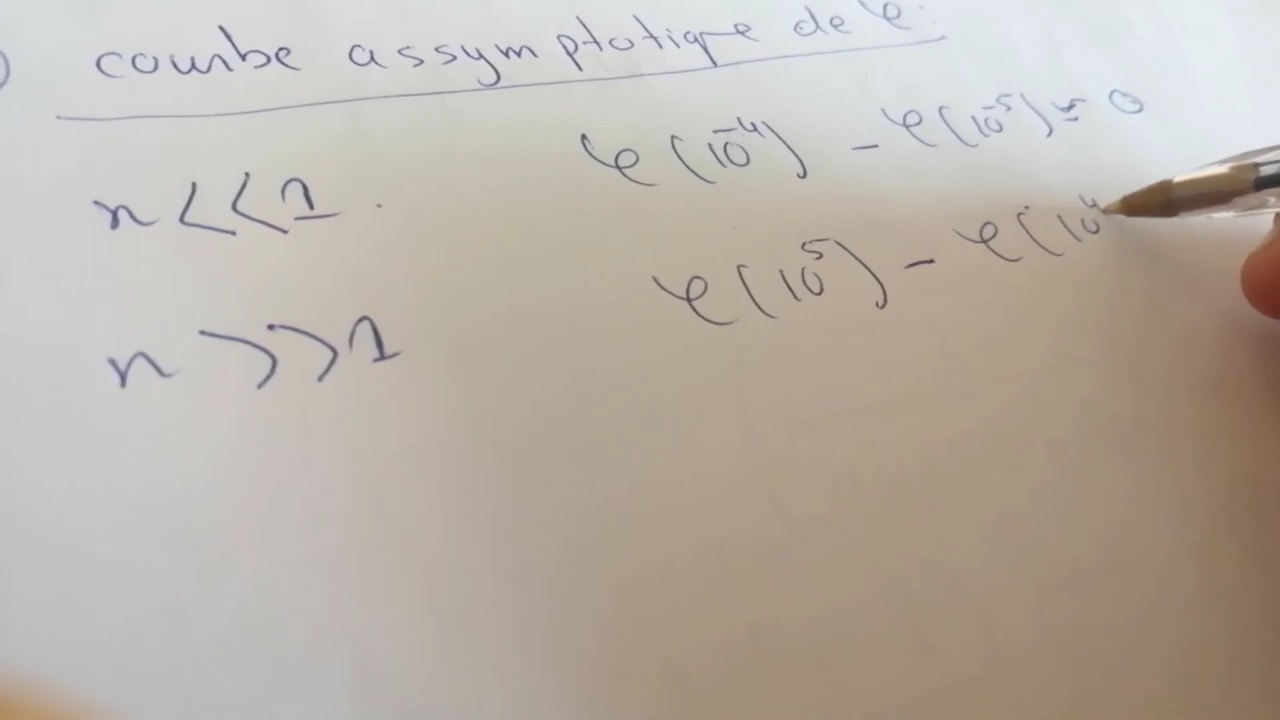 ) courbe assymptotique de φ.
φ(10⁻⁴) - φ(10⁻⁵) ≈ 0
n << 1.
φ(10⁵) - φ(10⁴
n >> 1